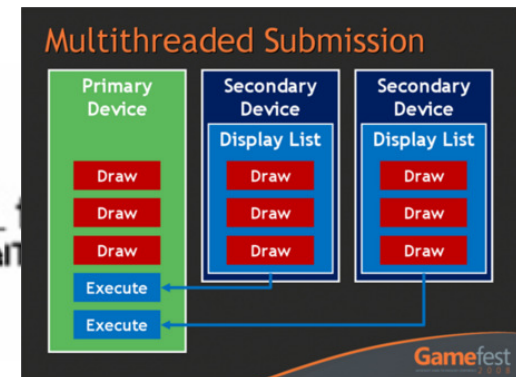 Multithreaded Submission
Primary
Device
Draw
Draw
Draw
Execute
Execute
Secondary
Device
Display List
Draw
Draw
Draw
Secondary
Device
Display List
Draw
Draw
Draw
Gamefest
2008